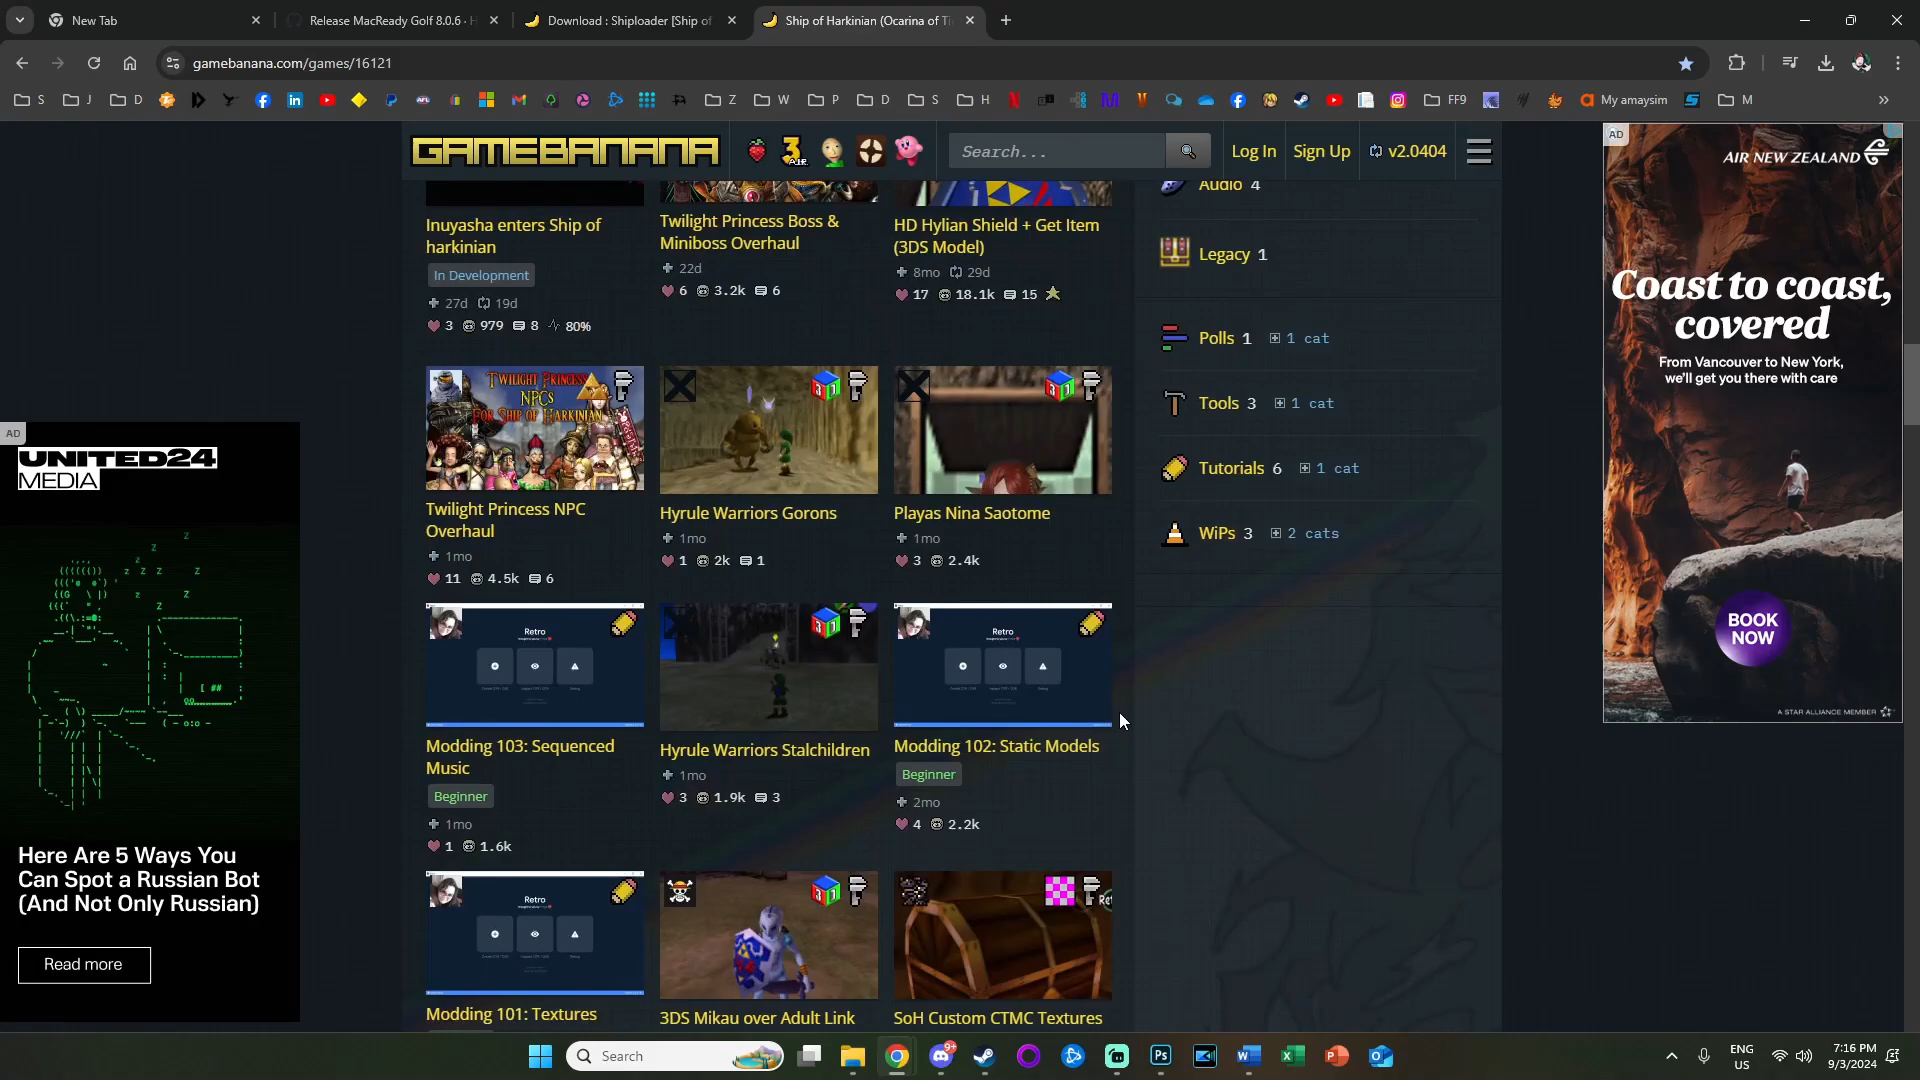 New Tab
Release MacReady Golf 8.0.6 · H
Download : Shiploader [Ship of
Ship of Harkinian (Ocarina of Ti
gamebanana.com/games/16121
S
J
D
Z
W
P
D
S
H
FF9
My amaysim
M
GAMEBANANA
Search...
Log In
Sign Up
v2.0404
Inuyasha enters Ship of
harkinian
In Development
27d 19d
3 979 8 80%
Twilight Princess Boss &
Miniboss Overhaul
22d
6 3.2k 6
HD Hylian Shield + Get Item
(3DS Model)
8mo 29d
17 18.1k 15
TWILIGHT PRINCESS
NPCS
FOR SHIP OF HARKINIAN
Twilight Princess NPC
Overhaul
1mo
11 4.5k 6
Hyrule Warriors Gorons
1mo
1 2k 1
Playas Nina Saotome
1mo
3 2.4k
Retro
Modding 103: Sequenced
Music
Beginner
1mo
1 1.6k
Hyrule Warriors Stalchildren
1mo
3 1.9k 3
Retro
Modding 102: Static Models
Beginner
2mo
4 2.2k
Retro
Modding 101: Textures
3DS Mikau over Adult Link
SoH Custom CTMC Textures
Audio 4
Legacy 1
Polls 1 1 cat
Tools 3 1 cat
Tutorials 6 1 cat
WiPs 3 2 cats
AD
UNITED24
MEDIA
Here Are 5 Ways You
Can Spot a Russian Bot
(And Not Only Russian)
Read more
AD
AIR NEW ZEALAND
Coast to coast,
covered
From Vancouver to New York,
we'll get you there with care
BOOK
NOW
A STAR ALLIANCE MEMBER
Search
9+
ENG
US
7:16 PM
9/3/2024